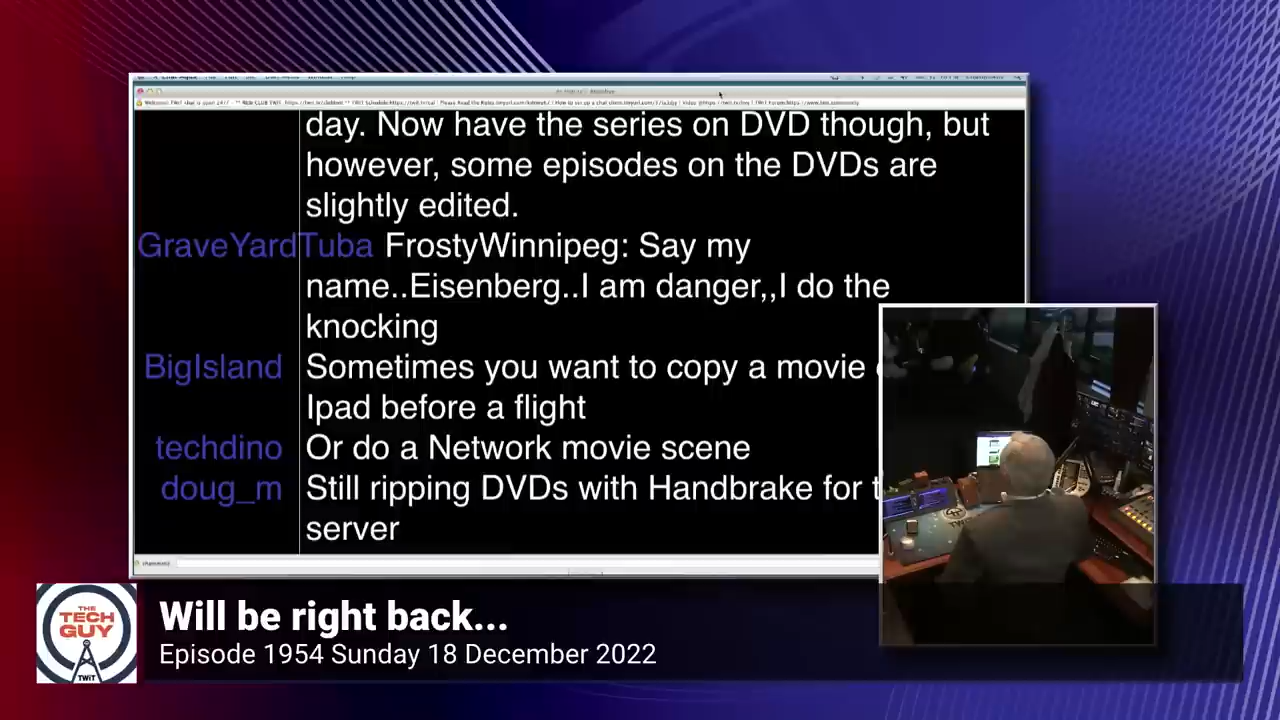 day. Now have the series on DVD though, but
however, some episodes on the DVDs are
slightly edited.
GraveYardTuba FrostyWinnipeg: Say my
name..Eisenberg..I am danger,,I do the
knocking
BigIsland Sometimes you want to copy a movie
Ipad before a flight
techdino Or do a Network movie scene
doug_m Still ripping DVDs with Handbrake for
server
THE
TECH
GUY
TWiT
Will be right back...
Episode 1954 Sunday 18 December 2022